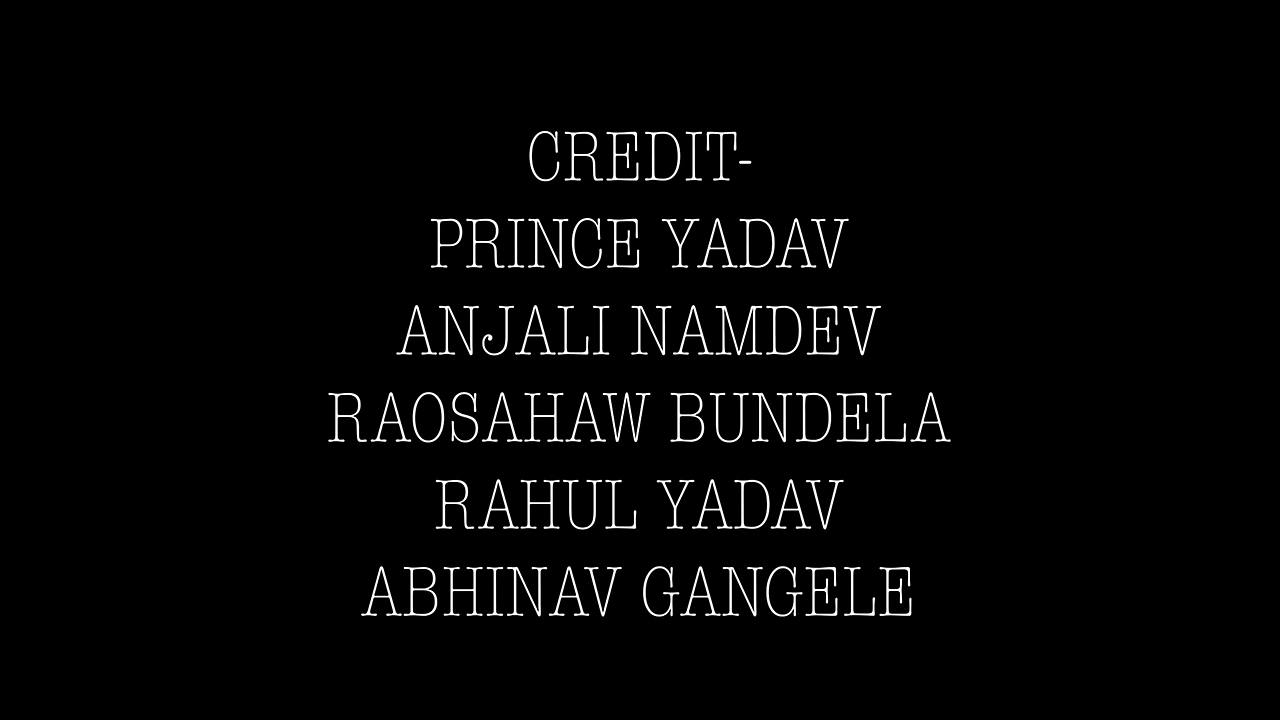 CREDIT-
PRINCE YADAV
ANJALI NAMDEV
RAOSAHAW BUNDELA
RAHUL YADAV
ABHINAV GANGELE